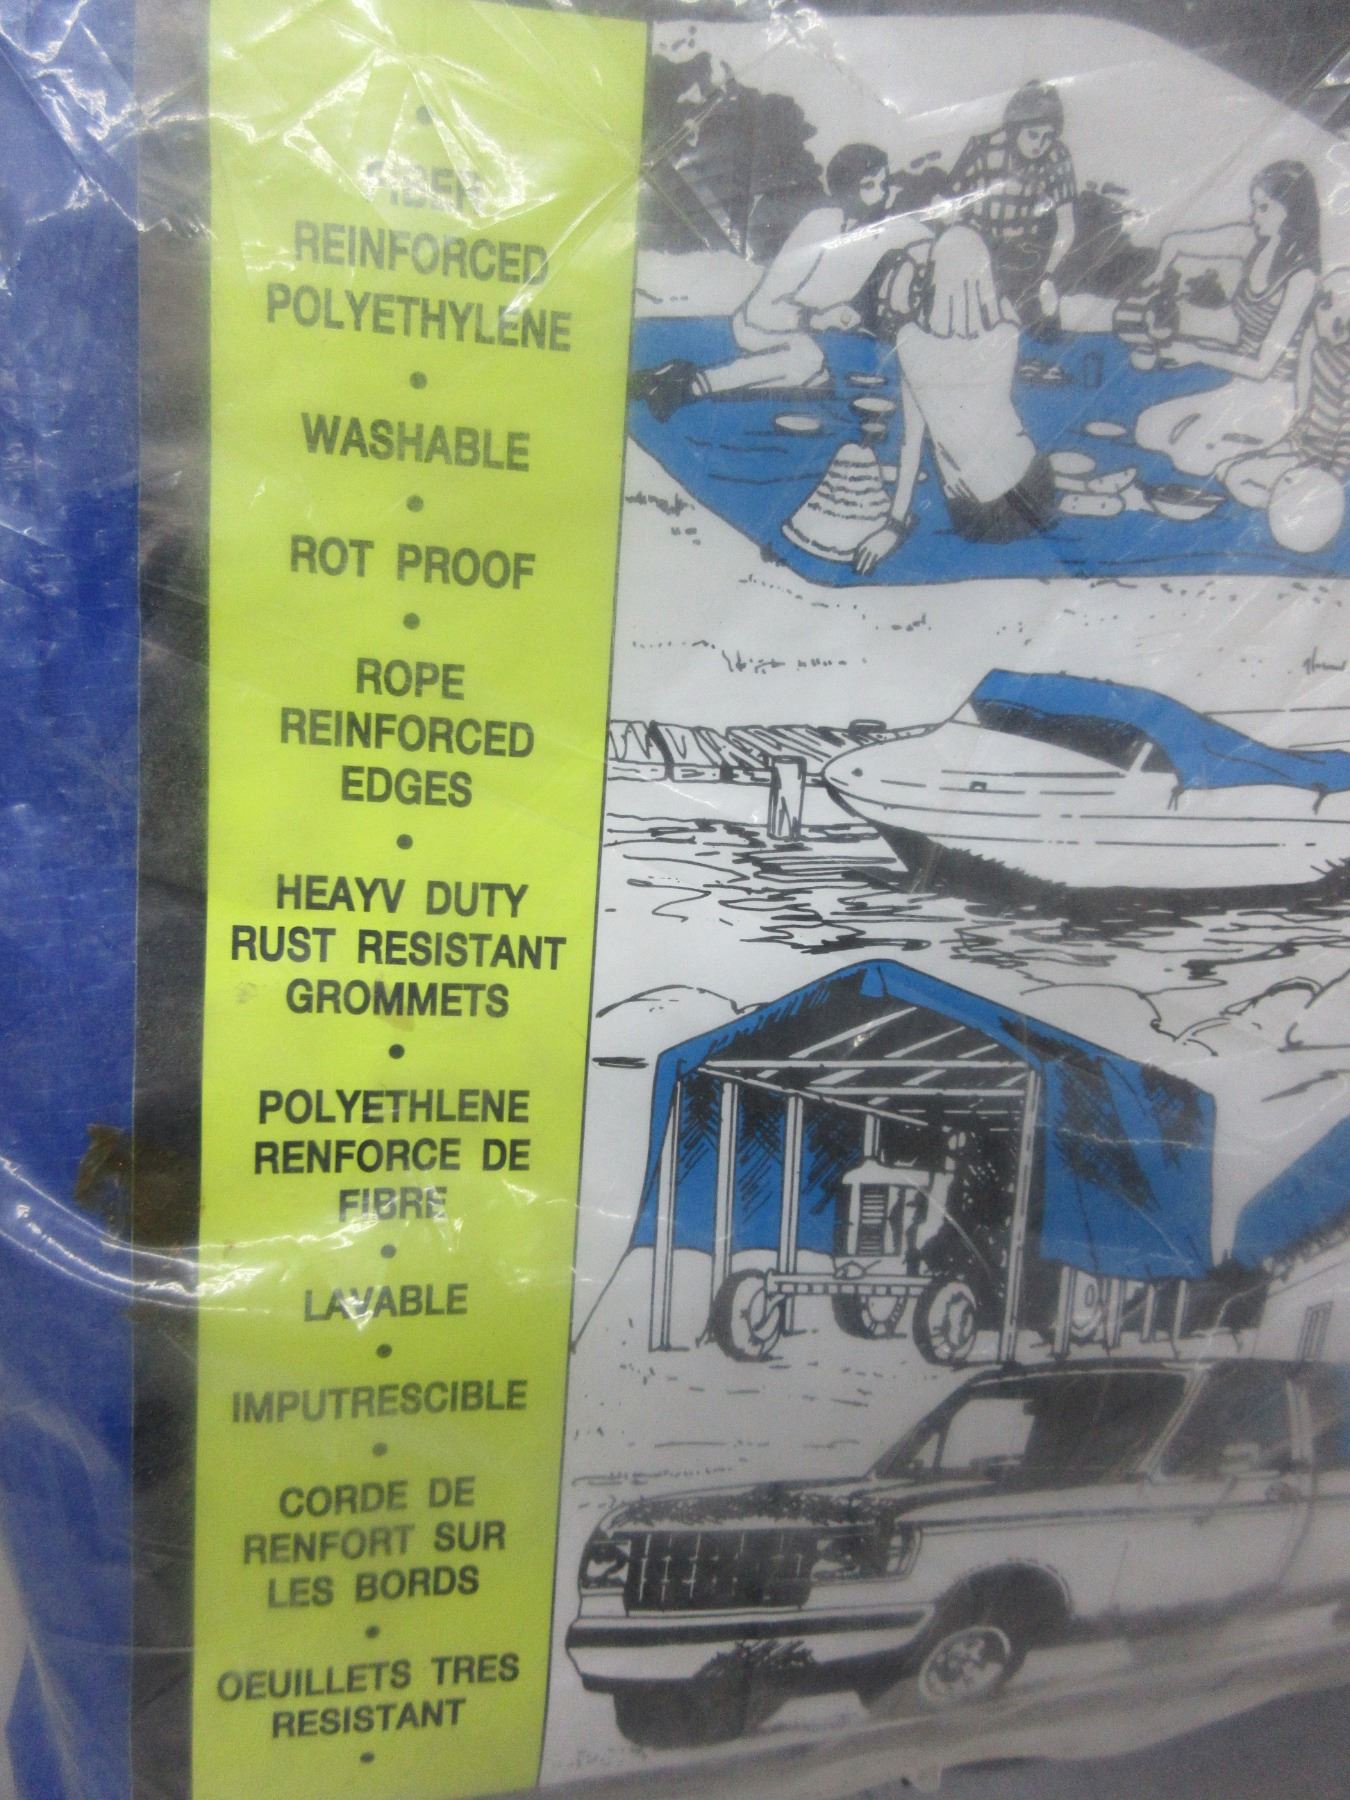 FIBER
REINFORCED
POLYETHYLENE
WASHABLE
ROT PROOF
ROPE
REINFORCED
EDGES
HEAYV DUTY
RUST RESISTANT
GROMMETS
POLYETHLENE
RENFORCE DE
FIBRE
LAVABLE
IMPUTRESCIBLE
CORDE DE
RENFORT SUR
LES BORDS
OEUILLETS TRES
RESISTANT